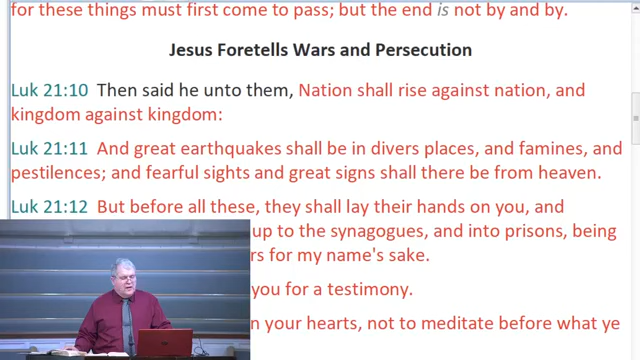 for these things must first come to pass; but the end is not by and by.
Jesus Foretells Wars and Persecution
Luk 21:10 Then said he unto them, Nation shall rise against nation, and
kingdom against kingdom:
Luk 21:11 And great earthquakes shall be in divers places, and famines, and
pestilences; and fearful sights and great signs shall there be from heaven.
Luk 21:12 But before all these, they shall lay their hands on you, and
up to the synagogues, and into prisons, being
rs for my name's sake.
you for a testimony.
n your hearts, not to meditate before what ye